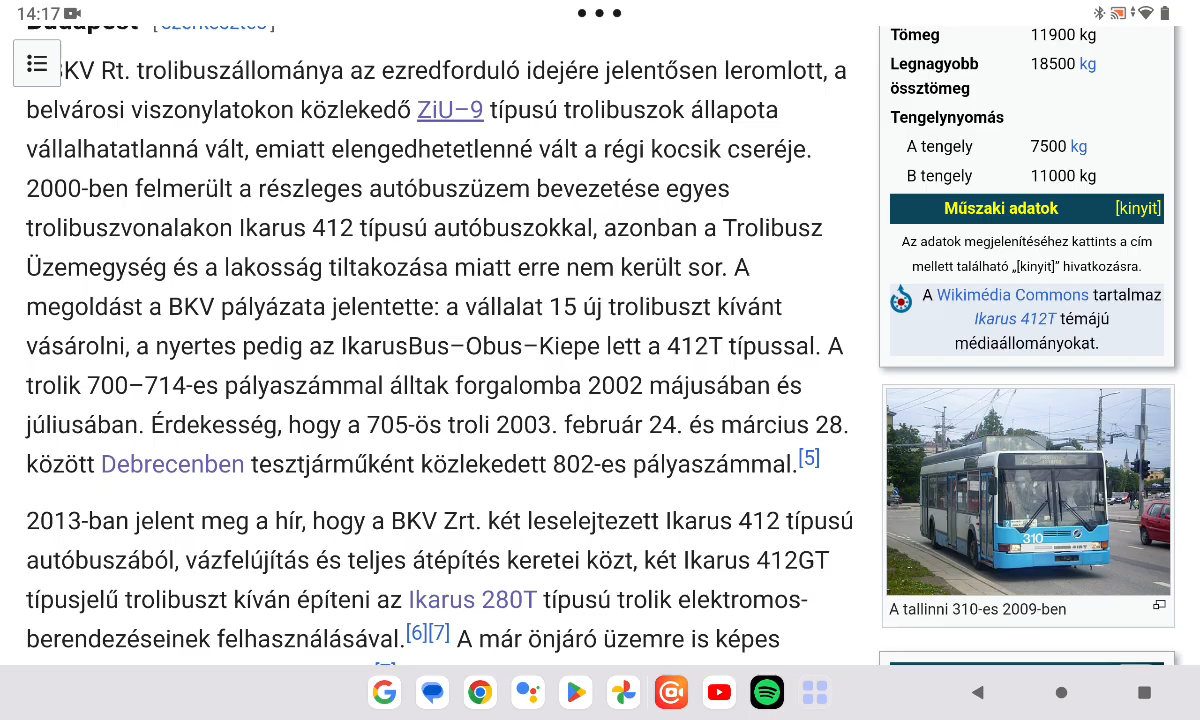 14:17
Budapest [szerkesztés]
BKV Rt. trolibuszállománya az ezredforduló idejére jelentősen leromlott, a
belvárosi viszonylatokon közlekedő ZiU–9 típusú trolibuszok állapota
vállalhatatlanná vált, emiatt elengedhetetlenné vált a régi kocsik cseréje.
2000-ben felmerült a részleges autóbuszüzem bevezetése egyes
trolibuszvonalakon Ikarus 412 típusú autóbuszokkal, azonban a Trolibusz
Üzemegység és a lakosság tiltakozása miatt erre nem került sor. A
megoldást a BKV pályázata jelentette: a vállalat 15 új trolibuszt kívánt
vásárolni, a nyertes pedig az IkarusBus–Obus–Kiepe lett a 412T típussal. A
trolik 700–714-es pályaszámmal álltak forgalomba 2002 májusában és
júliusában. Érdekesség, hogy a 705-ös troli 2003. február 24. és március 28.
között Debrecenben tesztjárműként közlekedett 802-es pályaszámmal.[5]
2013-ban jelent meg a hír, hogy a BKV Zrt. két leselejtezett Ikarus 412 típusú
autóbuszából, vázfelújítás és teljes átépítés keretei közt, két Ikarus 412GT
típusjelű trolibuszt kíván építeni az Ikarus 280T típusú trolik elektromos-
berendezéseinek felhasználásával.[6][7] A már önjáró üzemre is képes
[7]
Tömeg 11900 kg
Legnagyobb 18500 kg
össztömeg
Tengelynyomás
A tengely 7500 kg
B tengely 11000 kg
Műszaki adatok [kinyit]
Az adatok megjelenítéséhez kattints a cím
mellett található „[kinyit]” hivatkozásra.
A Wikimédia Commons tartalmaz
Ikarus 412T témájú
médiaállományokat.
310
A tallinni 310-es 2009-ben